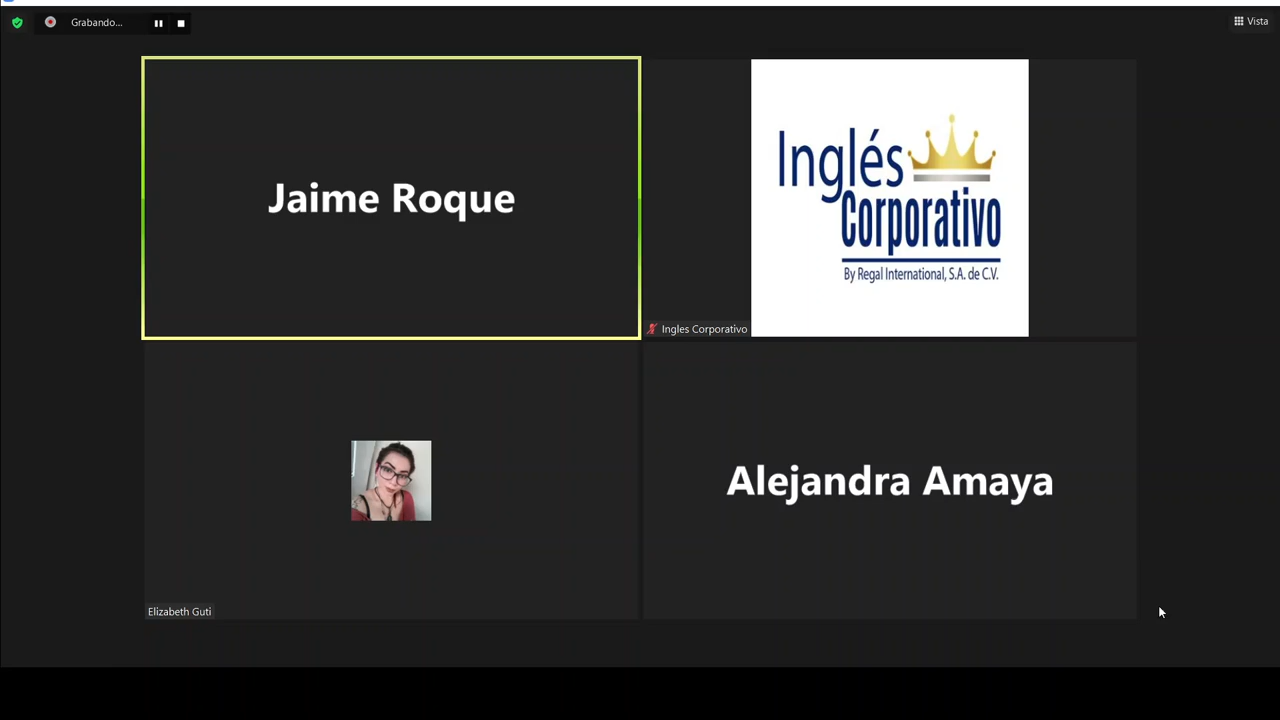 Grabando...
Vista
Jaime Roque
Inglés
Corporativo
By Regal International, S.A. de C.V.
Ingles Corporativo
Alejandra Amaya
Elizabeth Guti